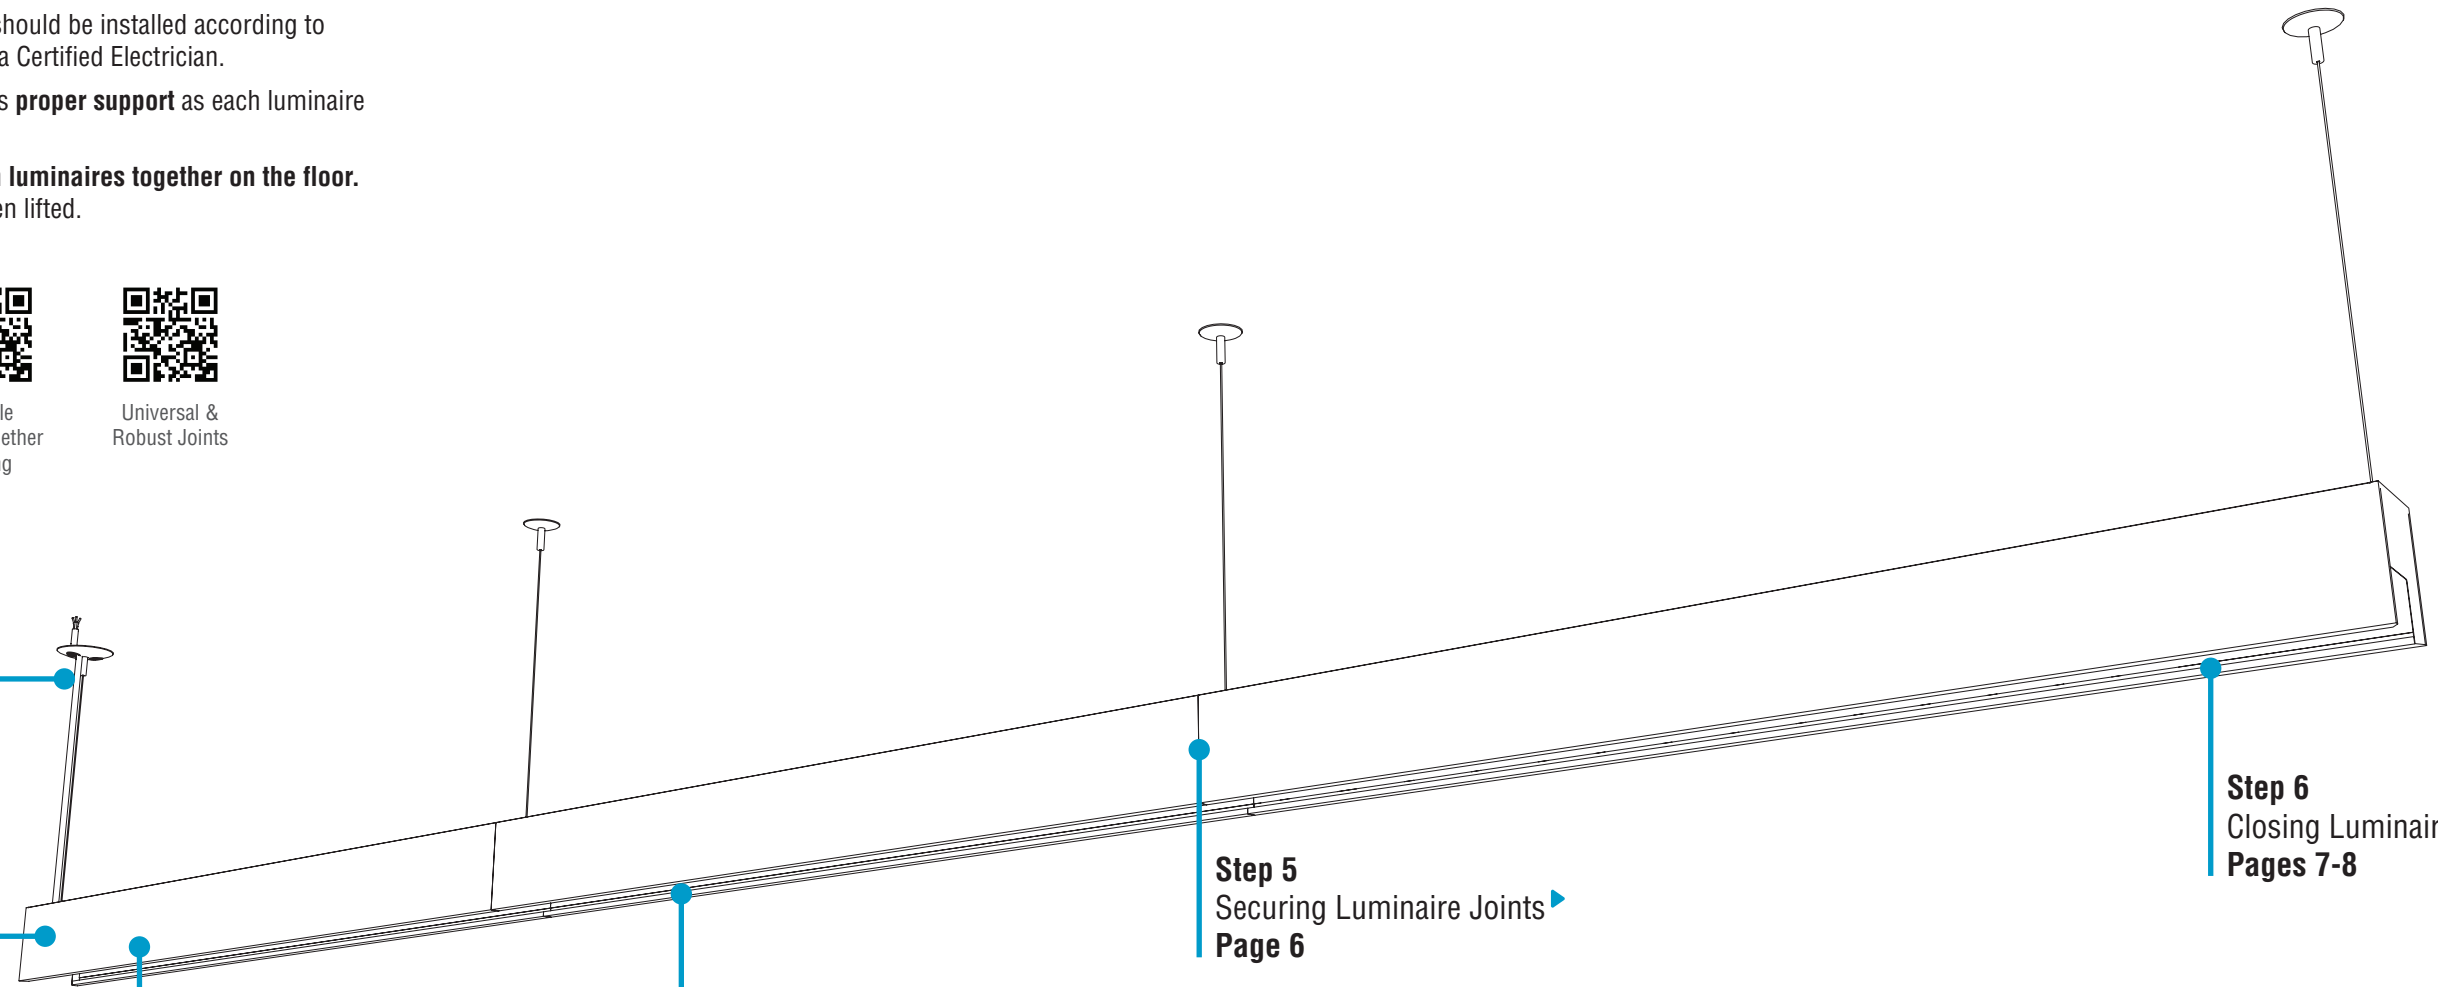 should be installed according to
a Certified Electrician.
s proper support as each luminaire
luminaires together on the floor.
en lifted.
le
ether
g
Universal &
Robust Joints
Step 5
Securing Luminaire Joints
Page 6
Step 6
Closing Luminair
Pages 7-8